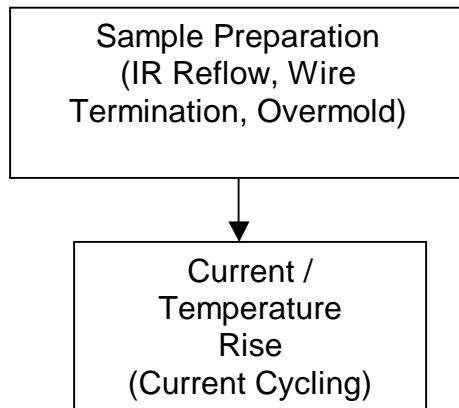 Sample Preparation
(IR Reflow, Wire
Termination, Overmold)
Current /
Temperature
Rise
(Current Cycling)